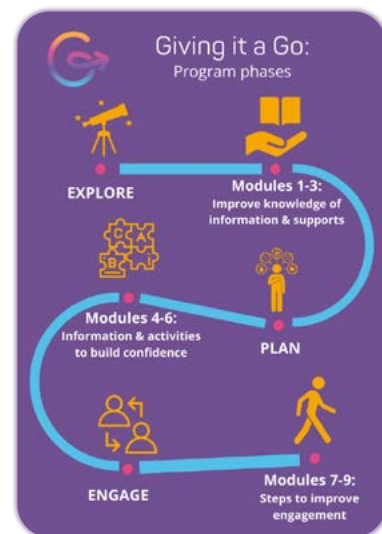 Giving it a Go:
Program phases
EXPLORE
Modules 1-3:
Improve knowledge of
information & supports
C A
B i
Modules 4-6:
Information & activities
to build confidence
PLAN
ENGAGE
Modules 7-9:
Steps to improve
engagement